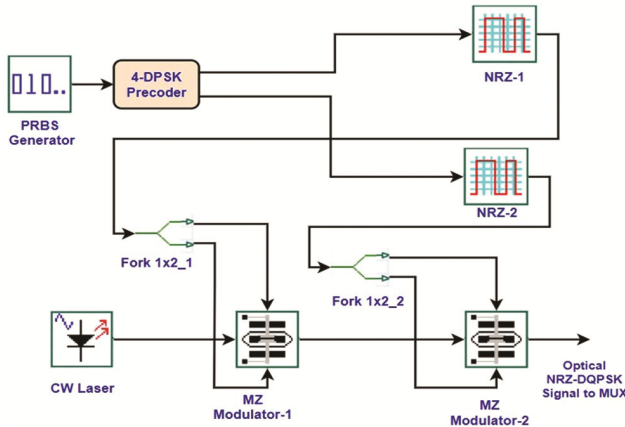 010..
PRBS
Generator
4-DPSK
Precoder
NRZ-1
NRZ-2
Fork 1x2_1
Fork 1x2_2
CW Laser
MZ
Modulator-1
MZ
Modulator-2
Optical
NRZ-DQPSK
Signal to MUX